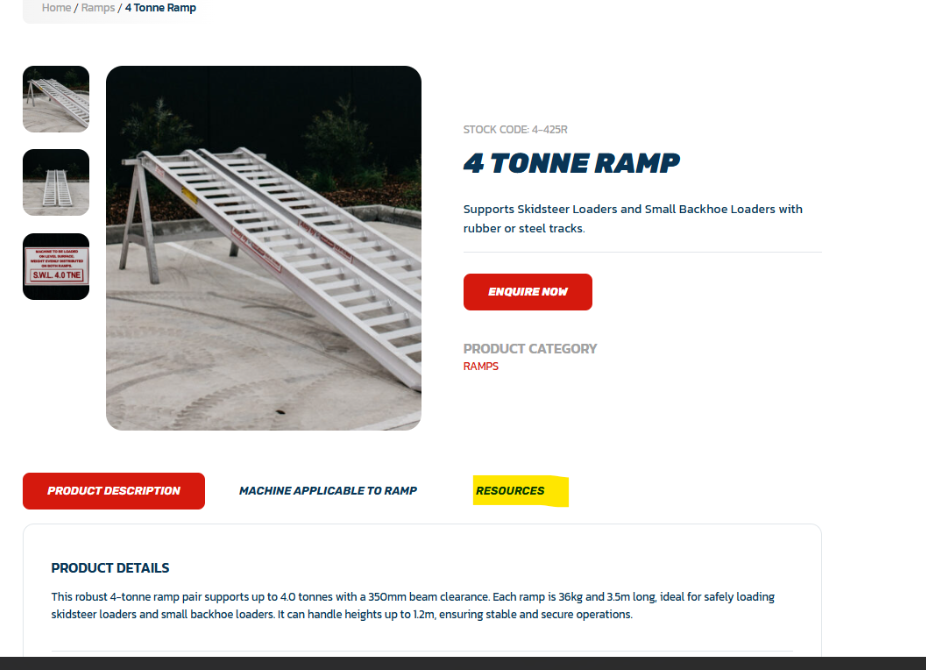 Home / Ramps / 4 Tonne Ramp
STOCK CODE: 4-425R
4 TONNE RAMP
Supports Skidsteer Loaders and Small Backhoe Loaders with
rubber or steel tracks.
ENQUIRE NOW
PRODUCT CATEGORY
RAMPS
S.W.L. 4.0 TNE
PRODUCT DESCRIPTION
MACHINE APPLICABLE TO RAMP
RESOURCES
PRODUCT DETAILS
This robust 4-tonne ramp pair supports up to 4.0 tonnes with a 350mm beam clearance. Each ramp is 36kg and 3.5m long, ideal for safely loading
skidsteer loaders and small backhoe loaders. It can handle heights up to 1.2m, ensuring stable and secure operations.